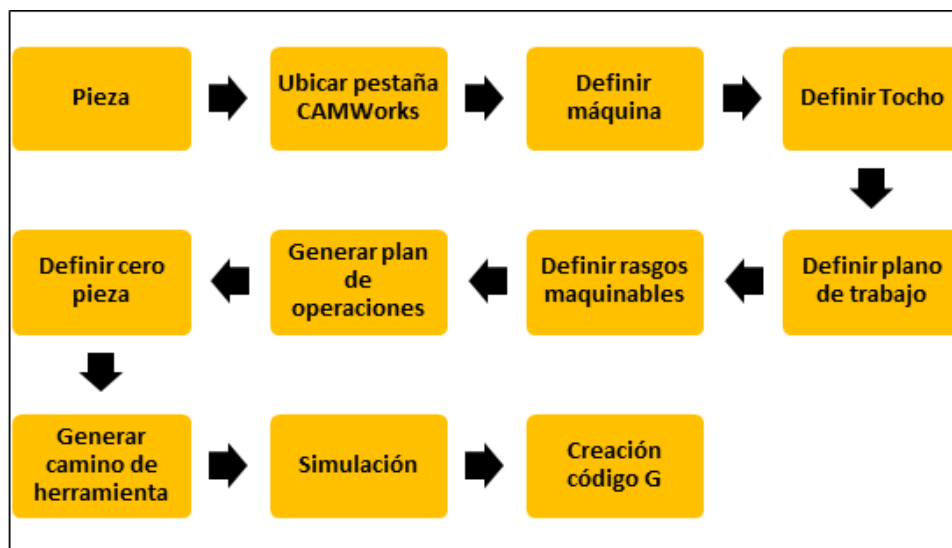 Pieza
Ubicar pestaña
CAMWorks
Definir
máquina
Definir Tocho
Definir plano
de trabajo
Definir rasgos
maquinables
Generar plan
de
operaciones
Definir cero
pieza
Generar
camino de
herramienta
Simulación
Creación
código G